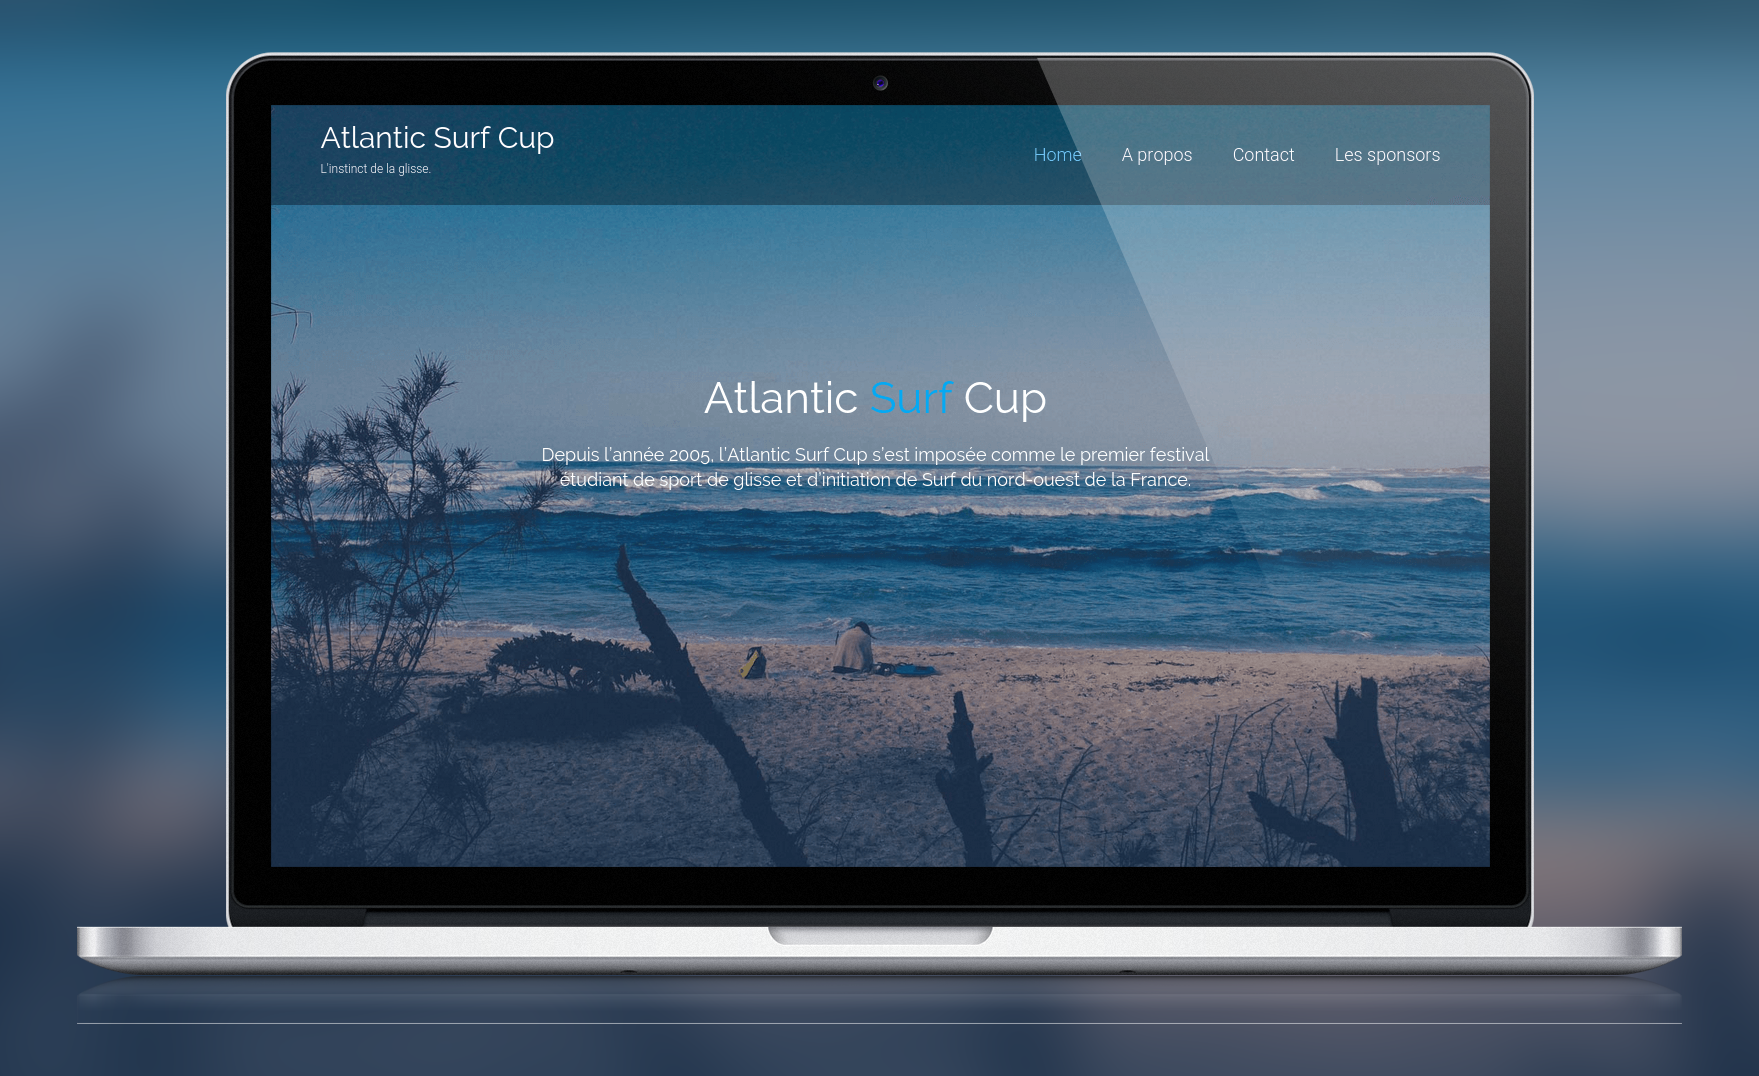 Atlantic Surf Cup
L'instinct de la glisse.
Home A propos Contact Les sponsors
Atlantic Surf Cup
Depuis l'année 2005, l'Atlantic Surf Cup s'est imposée comme le premier festival
étudiant de sport de glisse et d'initiation de Surf du nord-ouest de la France.